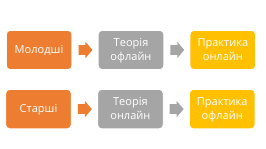 Молодші
Теорія
офлайн
Практика
онлайн
Старші
Теорія
онлайн
Практика
офлайн